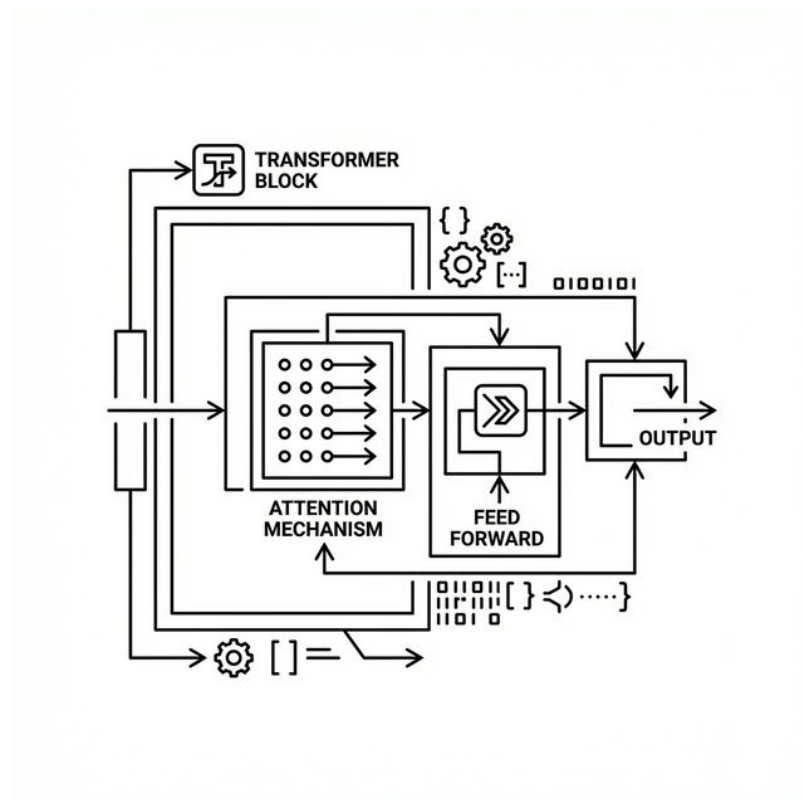 TRANSFORMER
BLOCK
{ }
[...]
0100101
ATTENTION
MECHANISM
FEED
FORWARD
OUTPUT
[ ] =